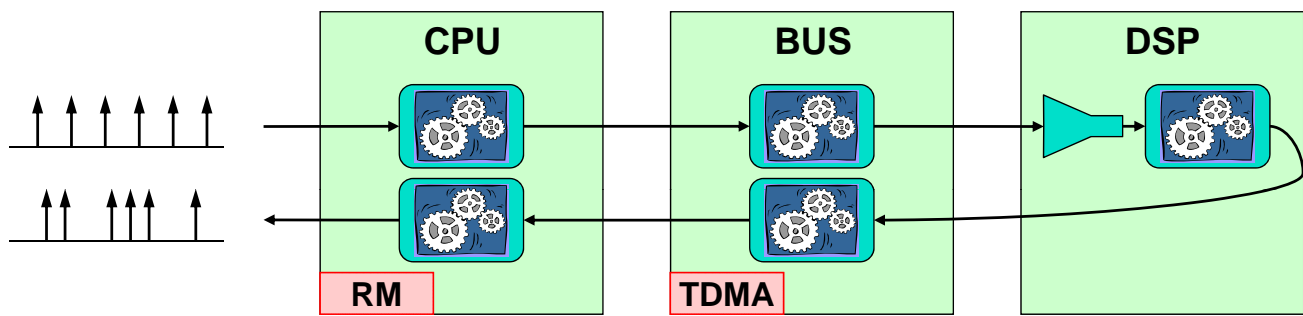 CPU
BUS
DSP
RM
TDMA